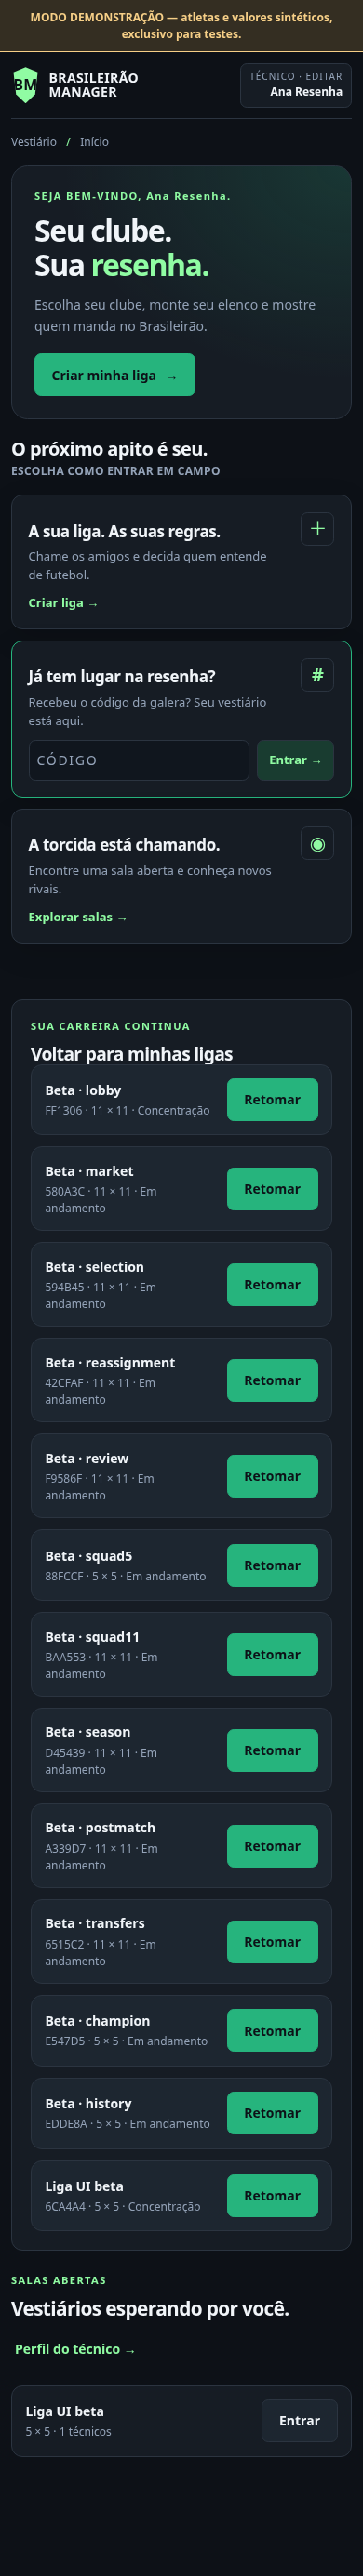 MODO DEMONSTRAÇÃO — atletas e valores sintéticos,
exclusivo para testes.
BM
BRASILEIRÃO
MANAGER
TÉCNICO · EDITAR
Ana Resenha
Vestiário / Início
SEJA BEM-VINDO, Ana Resenha.
Seu clube.
Sua resenha.
Escolha seu clube, monte seu elenco e mostre
quem manda no Brasileirão.
Criar minha liga →
O próximo apito é seu.
ESCOLHA COMO ENTRAR EM CAMPO
A sua liga. As suas regras.
+
Chame os amigos e decida quem entende
de futebol.
Criar liga →
Já tem lugar na resenha?
#
Recebeu o código da galera? Seu vestiário
está aqui.
CÓDIGO
Entrar →
A torcida está chamando.
◉
Encontre uma sala aberta e conheça novos
rivais.
Explorar salas →
SUA CARREIRA CONTINUA
Voltar para minhas ligas
Beta · lobby
FF1306 · 11 × 11 · Concentração
Retomar
Beta · market
580A3C · 11 × 11 · Em
andamento
Retomar
Beta · selection
594B45 · 11 × 11 · Em
andamento
Retomar
Beta · reassignment
42CFAF · 11 × 11 · Em
andamento
Retomar
Beta · review
F9586F · 11 × 11 · Em
andamento
Retomar
Beta · squad5
88FCCF · 5 × 5 · Em andamento
Retomar
Beta · squad11
BAA553 · 11 × 11 · Em
andamento
Retomar
Beta · season
D45439 · 11 × 11 · Em
andamento
Retomar
Beta · postmatch
A339D7 · 11 × 11 · Em
andamento
Retomar
Beta · transfers
6515C2 · 11 × 11 · Em
andamento
Retomar
Beta · champion
E547D5 · 5 × 5 · Em andamento
Retomar
Beta · history
EDDE8A · 5 × 5 · Em andamento
Retomar
Liga UI beta
6CA4A4 · 5 × 5 · Concentração
Retomar
SALAS ABERTAS
Vestiários esperando por você.
Perfil do técnico →
Liga UI beta
5 × 5 · 1 técnicos
Entrar